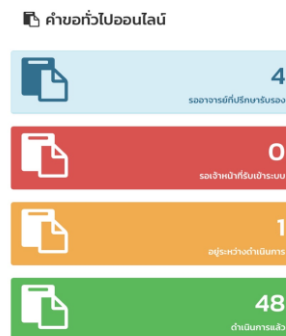 คำขอทั่วไปออนไลน์
4
รออาจารย์ที่ปรึกษารับรอง
0
รอเจ้าหน้าที่รับเข้าระบบ
1
อยู่ระหว่างดำเนินการ
48
ดำเนินการแล้ว